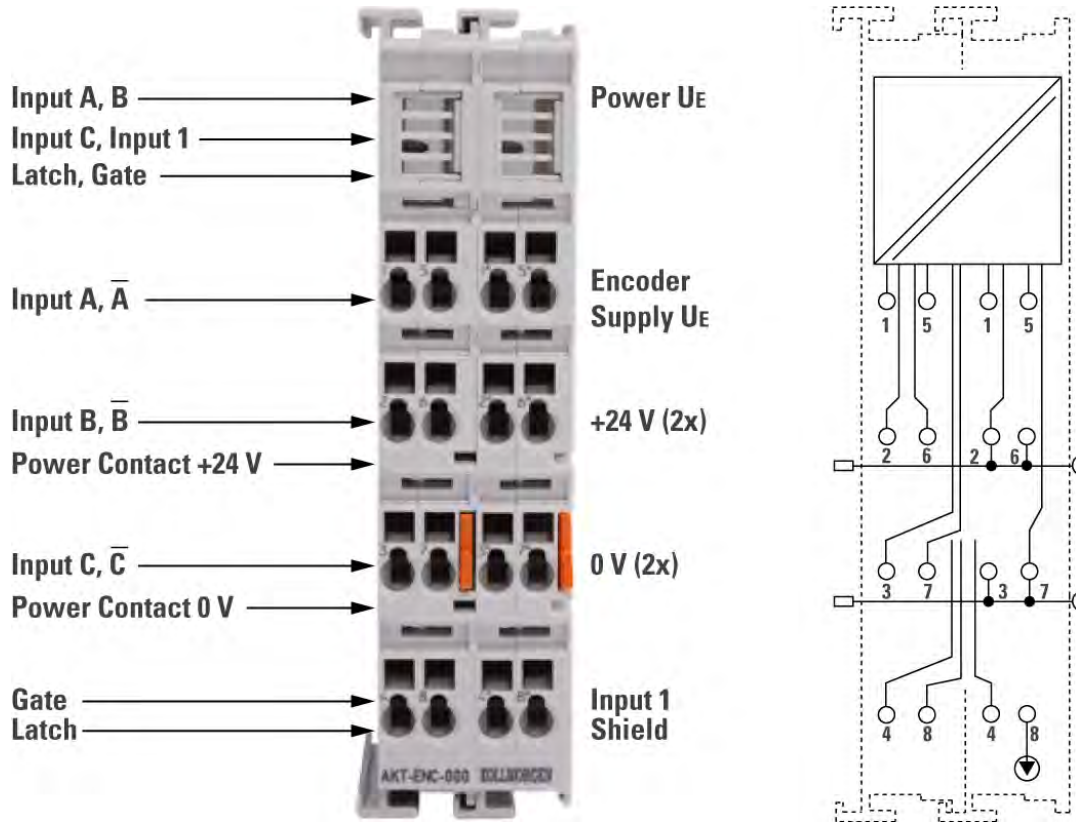 Input A, B
Input C, Input 1
Latch, Gate
Input A, A̅
Input B, B̅
Power Contact +24 V
Input C, C̅
Power Contact 0 V
Gate
Latch
Power UE
Encoder
Supply UE
+24 V (2x)
0 V (2x)
Input 1
Shield
AKT-ENC-000 KOLLMORGEN
1 5 1 5
2 6 2 6
3 7 3 7
4 8 4 8